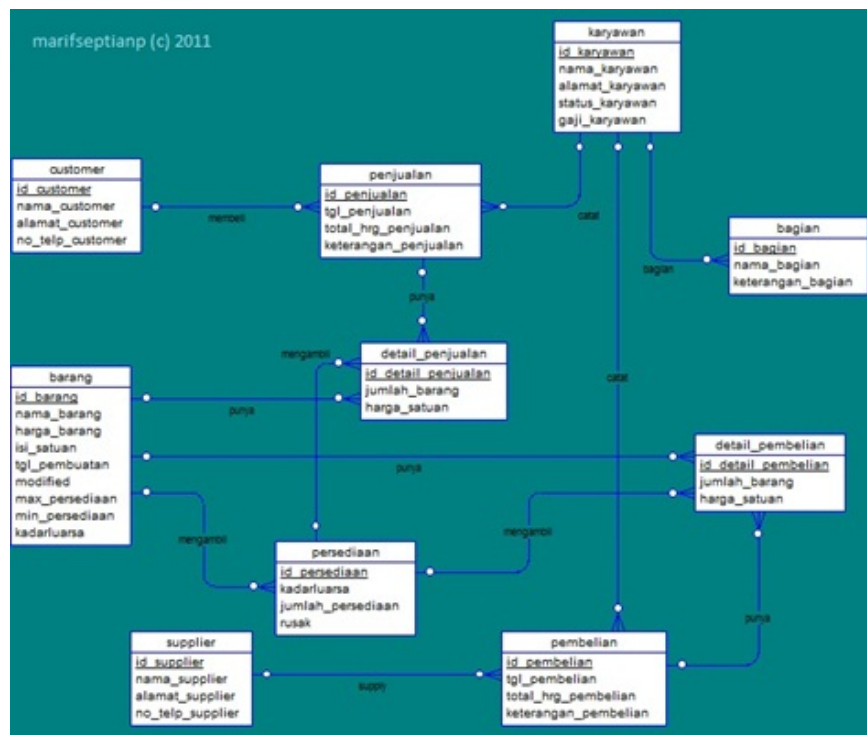 marifseptianp (c) 2011
karyawan
id_karyawan
nama_karyawan
alamat_karyawan
status_karyawan
gaji_karyawan
customer
id_customer
nama_customer
alamat_customer
no_telp_customer
membeli
penjualan
id_penjualan
tgl_penjualan
total_hrg_penjualan
keterangan_penjualan
catat
bagian
bagian
id_bagian
nama_bagian
keterangan_bagian
punya
mengambil
detail_penjualan
id_detail_penjualan
jumlah_barang
harga_satuan
catat
barang
id_barang
nama_barang
harga_barang
isi_satuan
tgl_pembuatan
modified
max_persediaan
min_persediaan
kadarluarsa
punya
punya
detail_pembelian
id_detail_pembelian
jumlah_barang
harga_satuan
mengambil
mengambil
persediaan
id_persediaan
kadarluarsa
jumlah_persediaan
rusak
punya
supplier
id_supplier
nama_supplier
alamat_supplier
no_telp_supplier
supply
pembelian
id_pembelian
tgl_pembelian
total_hrg_pembelian
keterangan_pembelian